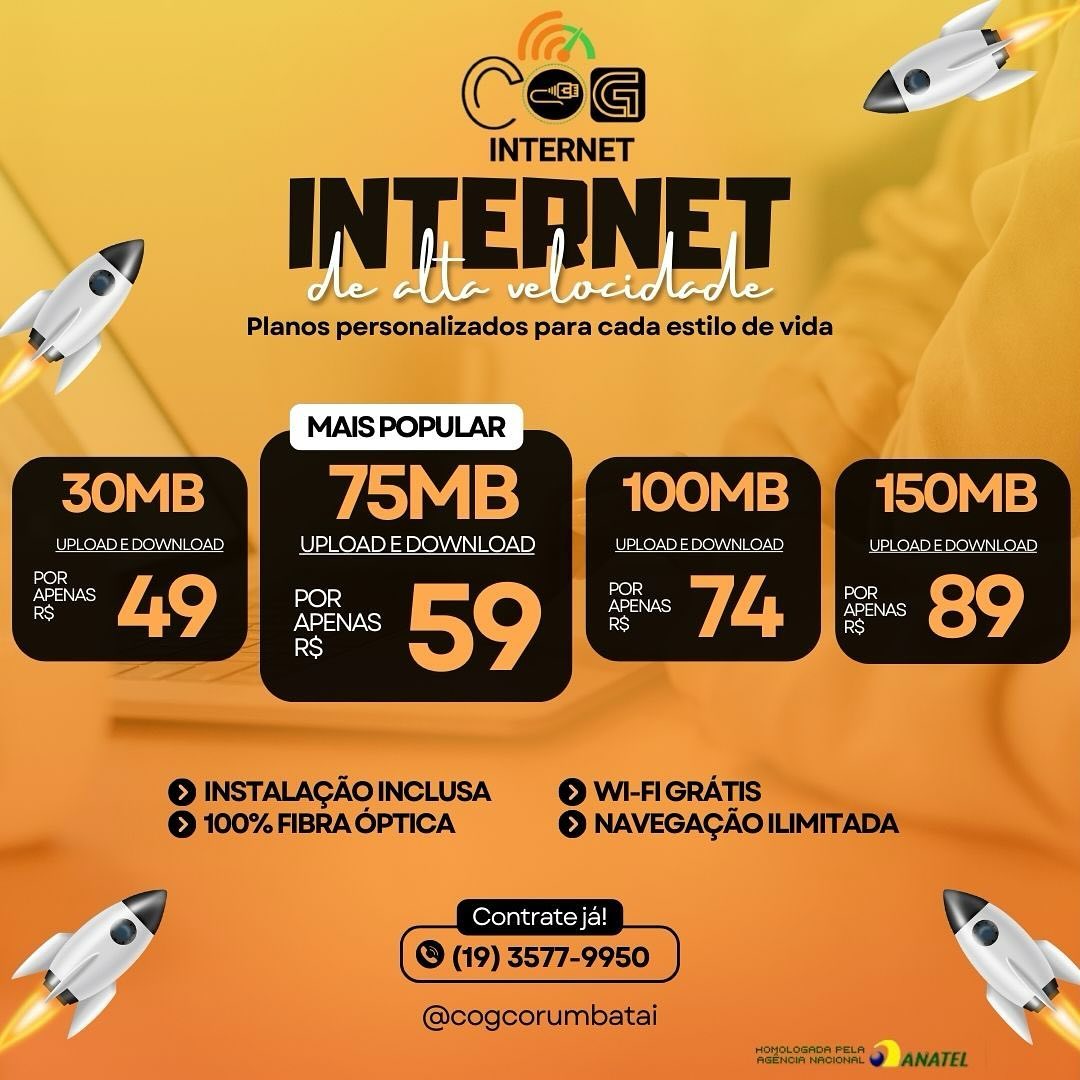 COG
INTERNET
INTERNET
de alta velocidade
Planos personalizados para cada estilo de vida
MAIS POPULAR
30MB
UPLOAD E DOWNLOAD
POR
APENAS
R$
49
75MB
UPLOAD E DOWNLOAD
POR
APENAS
R$
59
100MB
UPLOAD E DOWNLOAD
POR
APENAS
R$
74
150MB
UPLOAD E DOWNLOAD
POR
APENAS
R$
89
INSTALAÇÃO INCLUSA
100% FIBRA ÓPTICA
WI-FI GRÁTIS
NAVEGAÇÃO ILIMITADA
Contrate já!
(19) 3577-9950
@cogcorumbatai
HOMOLOGADA PELA
AGÊNCIA NACIONAL
ANATEL